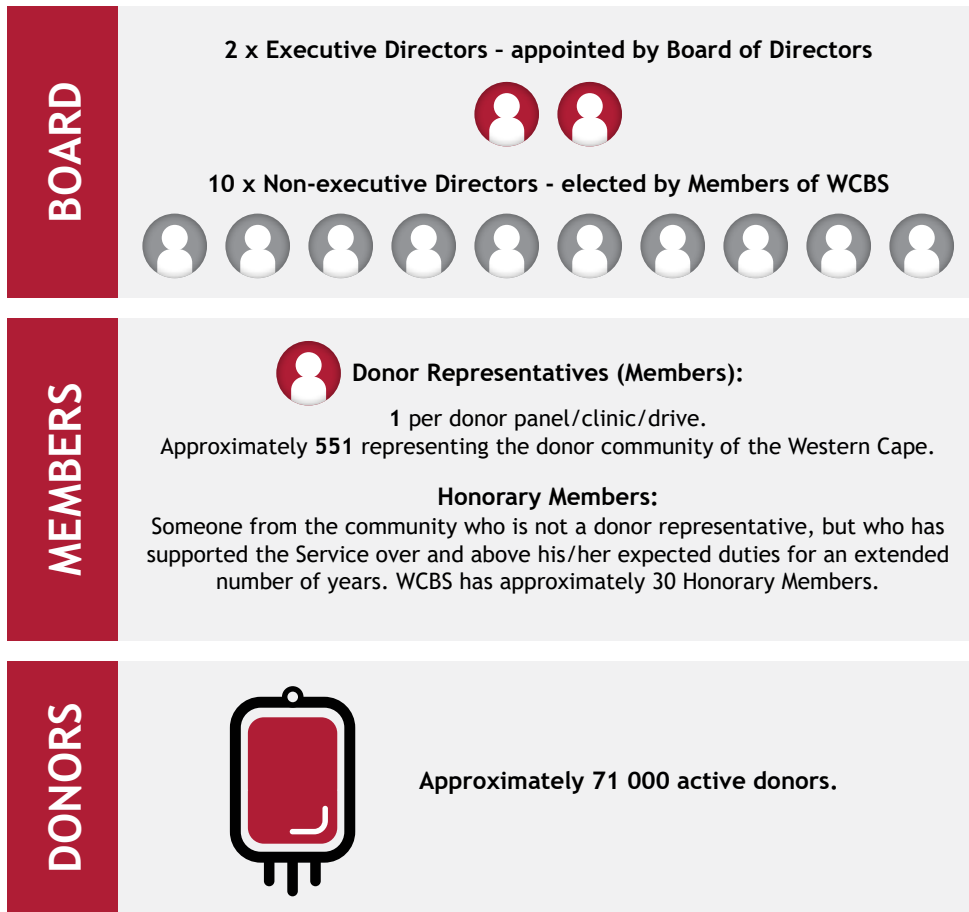 BOARD
2 x Executive Directors – appointed by Board of Directors
10 x Non-executive Directors - elected by Members of WCBS
MEMBERS
Donor Representatives (Members):
1 per donor panel/clinic/drive.
Approximately 551 representing the donor community of the Western Cape.
Honorary Members:
Someone from the community who is not a donor representative, but who has
supported the Service over and above his/her expected duties for an extended
number of years. WCBS has approximately 30 Honorary Members.
DONORS
Approximately 71 000 active donors.